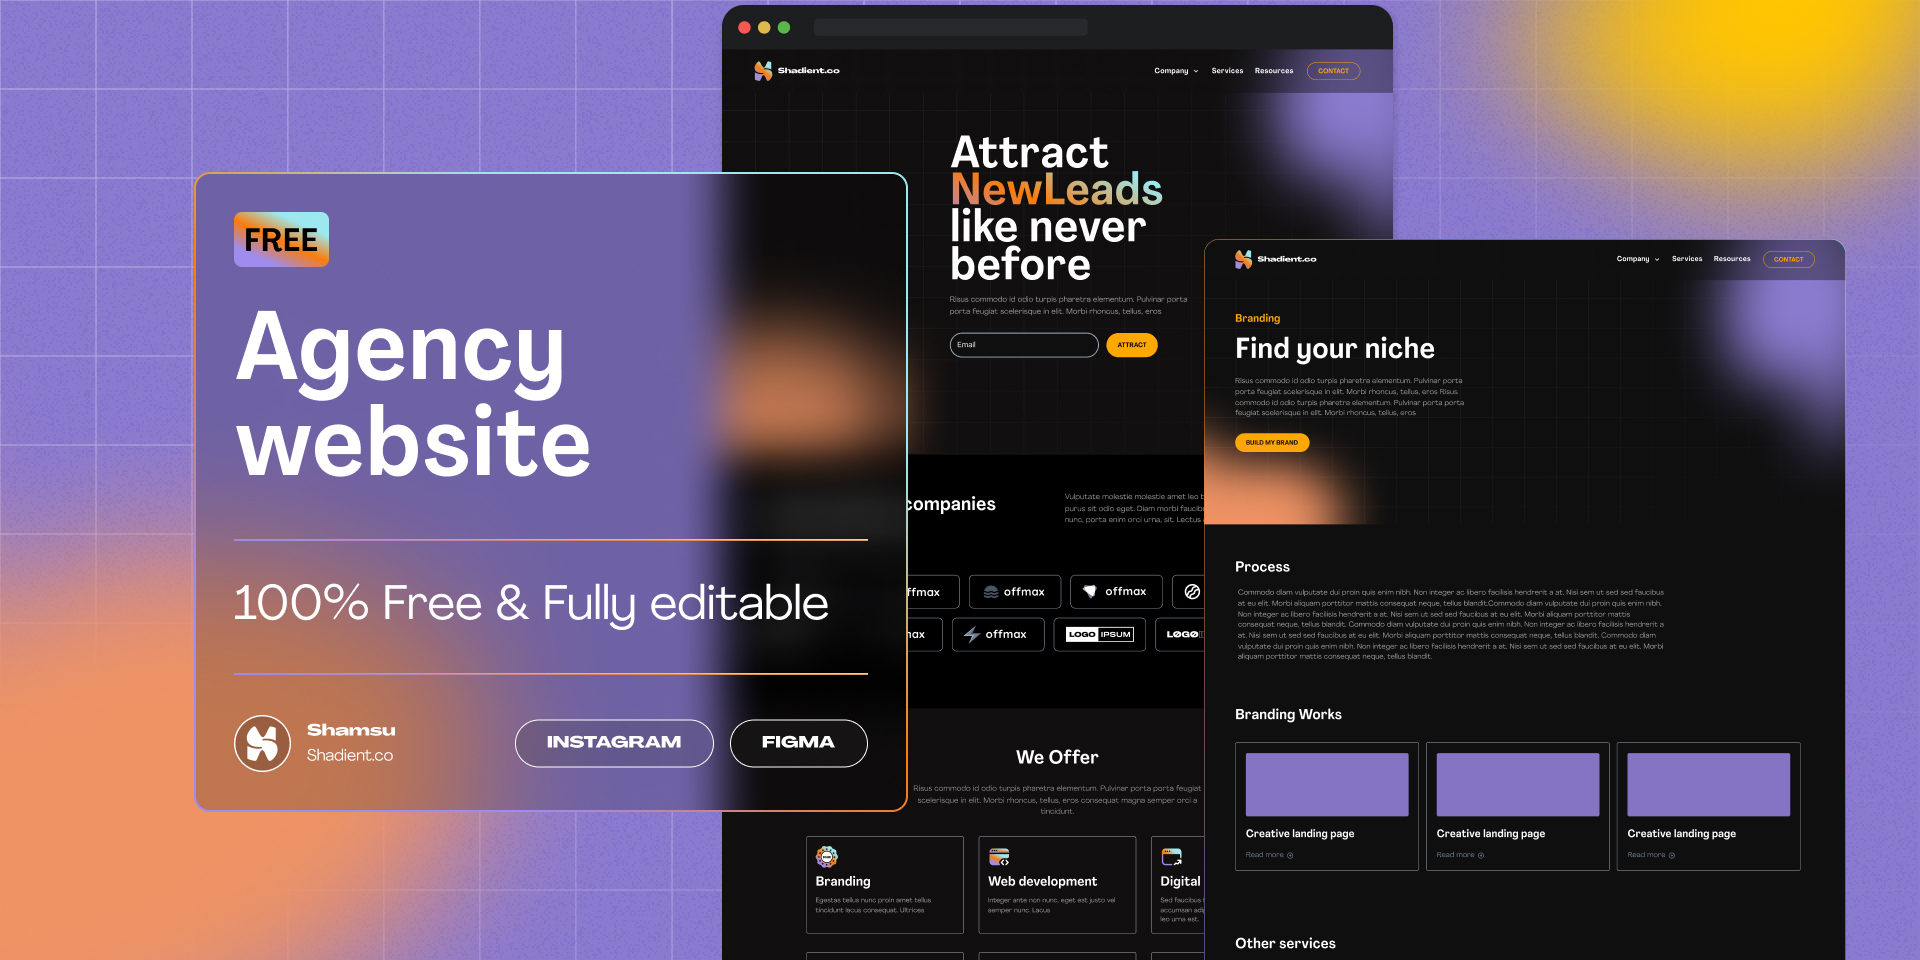 FREE
Agency
website
100% Free & Fully editable
Shamsu
Shadient.co
INSTAGRAM
FIGMA
Shadient.co
Company
Services
Resources
CONTACT
Attract
NewLeads
like never
before
Risus commodo id odio turpis pharetra elementum. Pulvinar porta
porta feugiat scelerisque in elit. Morbi rhoncus, tellus, eros
Email
ATTRACT
companies
Vulputate molestie molestie amet leo
purus sit odio eget. Diam morbi
nunc, porta enim orci urna, sit. Lectus
offmax
offmax
offmax
LOGO IPSUM
We Offer
Risus commodo id odio turpis pharetra elementum. Pulvinar porta porta feugiat
scelerisque in elit. Morbi rhoncus, tellus, eros consequat magna semper orci a
tincidunt.
Branding
Egestas tellus nunc proin amet tellus
tincidunt lacus consequat. Ultrices
Web development
Integer ante non nunc, eget est justo vel
semper nunc. Lacus
Digital
Sed faucibus
accumsan
leo urna est.
Shadient.co
Company
Services
Resources
CONTACT
Branding
Find your niche
Risus commodo id odio turpis pharetra elementum. Pulvinar porta
porta feugiat scelerisque in elit. Morbi rhoncus, tellus, eros Risus
commodo id odio turpis pharetra elementum. Pulvinar porta porta
feugiat scelerisque in elit. Morbi rhoncus, tellus, eros
BUILD MY BRAND
Process
Commodo diam vulputate dui proin quis enim nibh. Non integer ac libero facilisis hendrerit a at. Nisi sem ut sed sed faucibus
at eu elit. Morbi aliquam porttitor mattis consequat neque, tellus blandit.Commodo diam vulputate dui proin quis enim nibh.
Non integer ac libero facilisis hendrerit a at. Nisi sem ut sed sed faucibus at eu elit. Morbi aliquam porttitor mattis
consequat neque, tellus blandit. Commodo diam vulputate dui proin quis enim nibh. Non integer ac libero facilisis hendrerit a
at. Nisi sem ut sed sed faucibus at eu elit. Morbi aliquam porttitor mattis consequat neque, tellus blandit. Commodo diam
vulputate dui proin quis enim nibh. Non integer ac libero facilisis hendrerit a at. Nisi sem ut sed sed faucibus at eu elit. Morbi
aliquam porttitor mattis consequat neque, tellus blandit.
Branding Works
Creative landing page
Read more
Creative landing page
Read more
Creative landing page
Read more
Other services